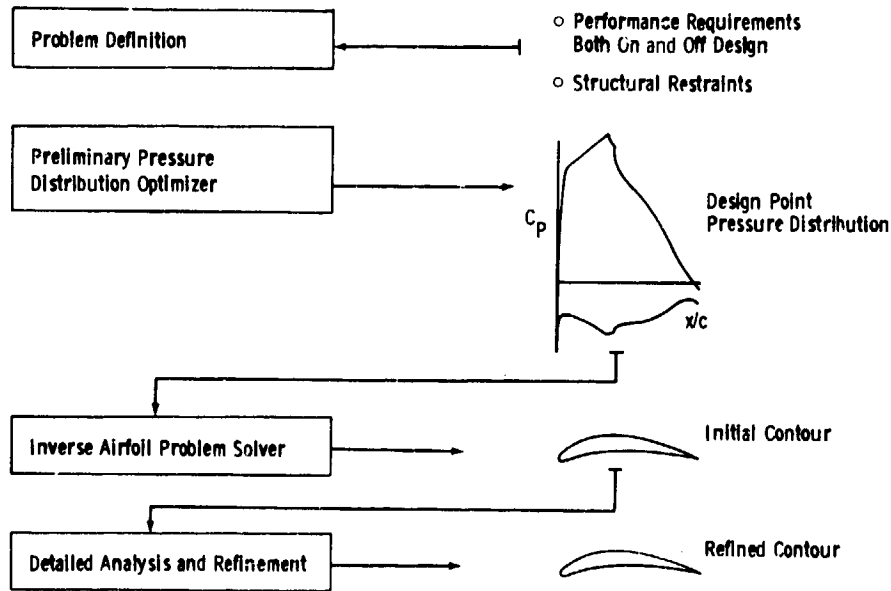 Problem Definition
○ Performance Requirements
Both On and Off Design
○ Structural Restraints
Preliminary Pressure
Distribution Optimizer
Cp
x/c
Design Point
Pressure Distribution
Inverse Airfoil Problem Solver
Initial Contour
Detailed Analysis and Refinement
Refined Contour